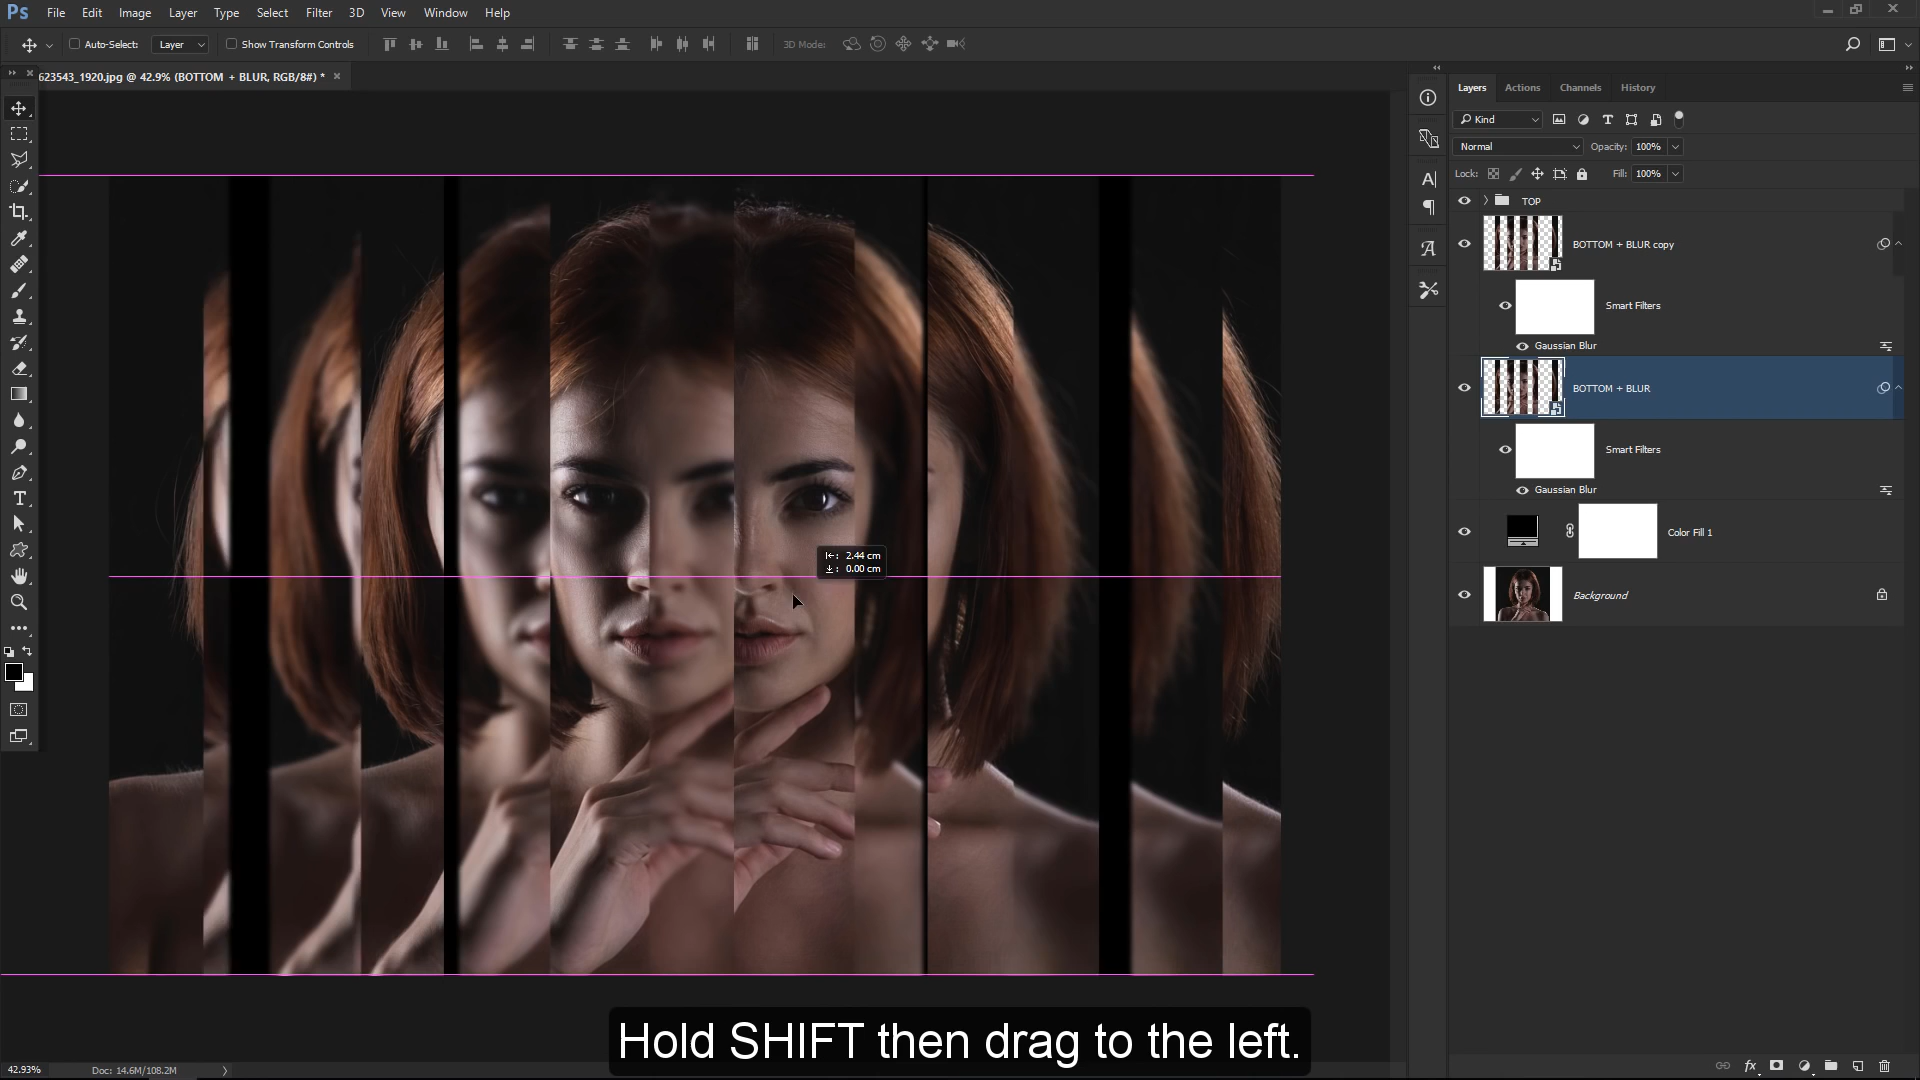 Ps File Edit Image Layer Type Select Filter 3D View Window Help
Auto-Select: Layer Show Transform Controls 3D Mode:
623543_1920.jpg @ 42.9% (BOTTOM + BLUR, RGB/8#) *
Layers Actions Channels History
Kind
Normal Opacity: 100%
Lock: Fill: 100%
TOP
BOTTOM + BLUR copy
Smart Filters
Gaussian Blur
BOTTOM + BLUR
Smart Filters
Gaussian Blur
Color Fill 1
Background
2.44 cm
0.00 cm
Hold SHIFT then drag to the left.
42.93% Doc: 14.6M/108.2M
fx